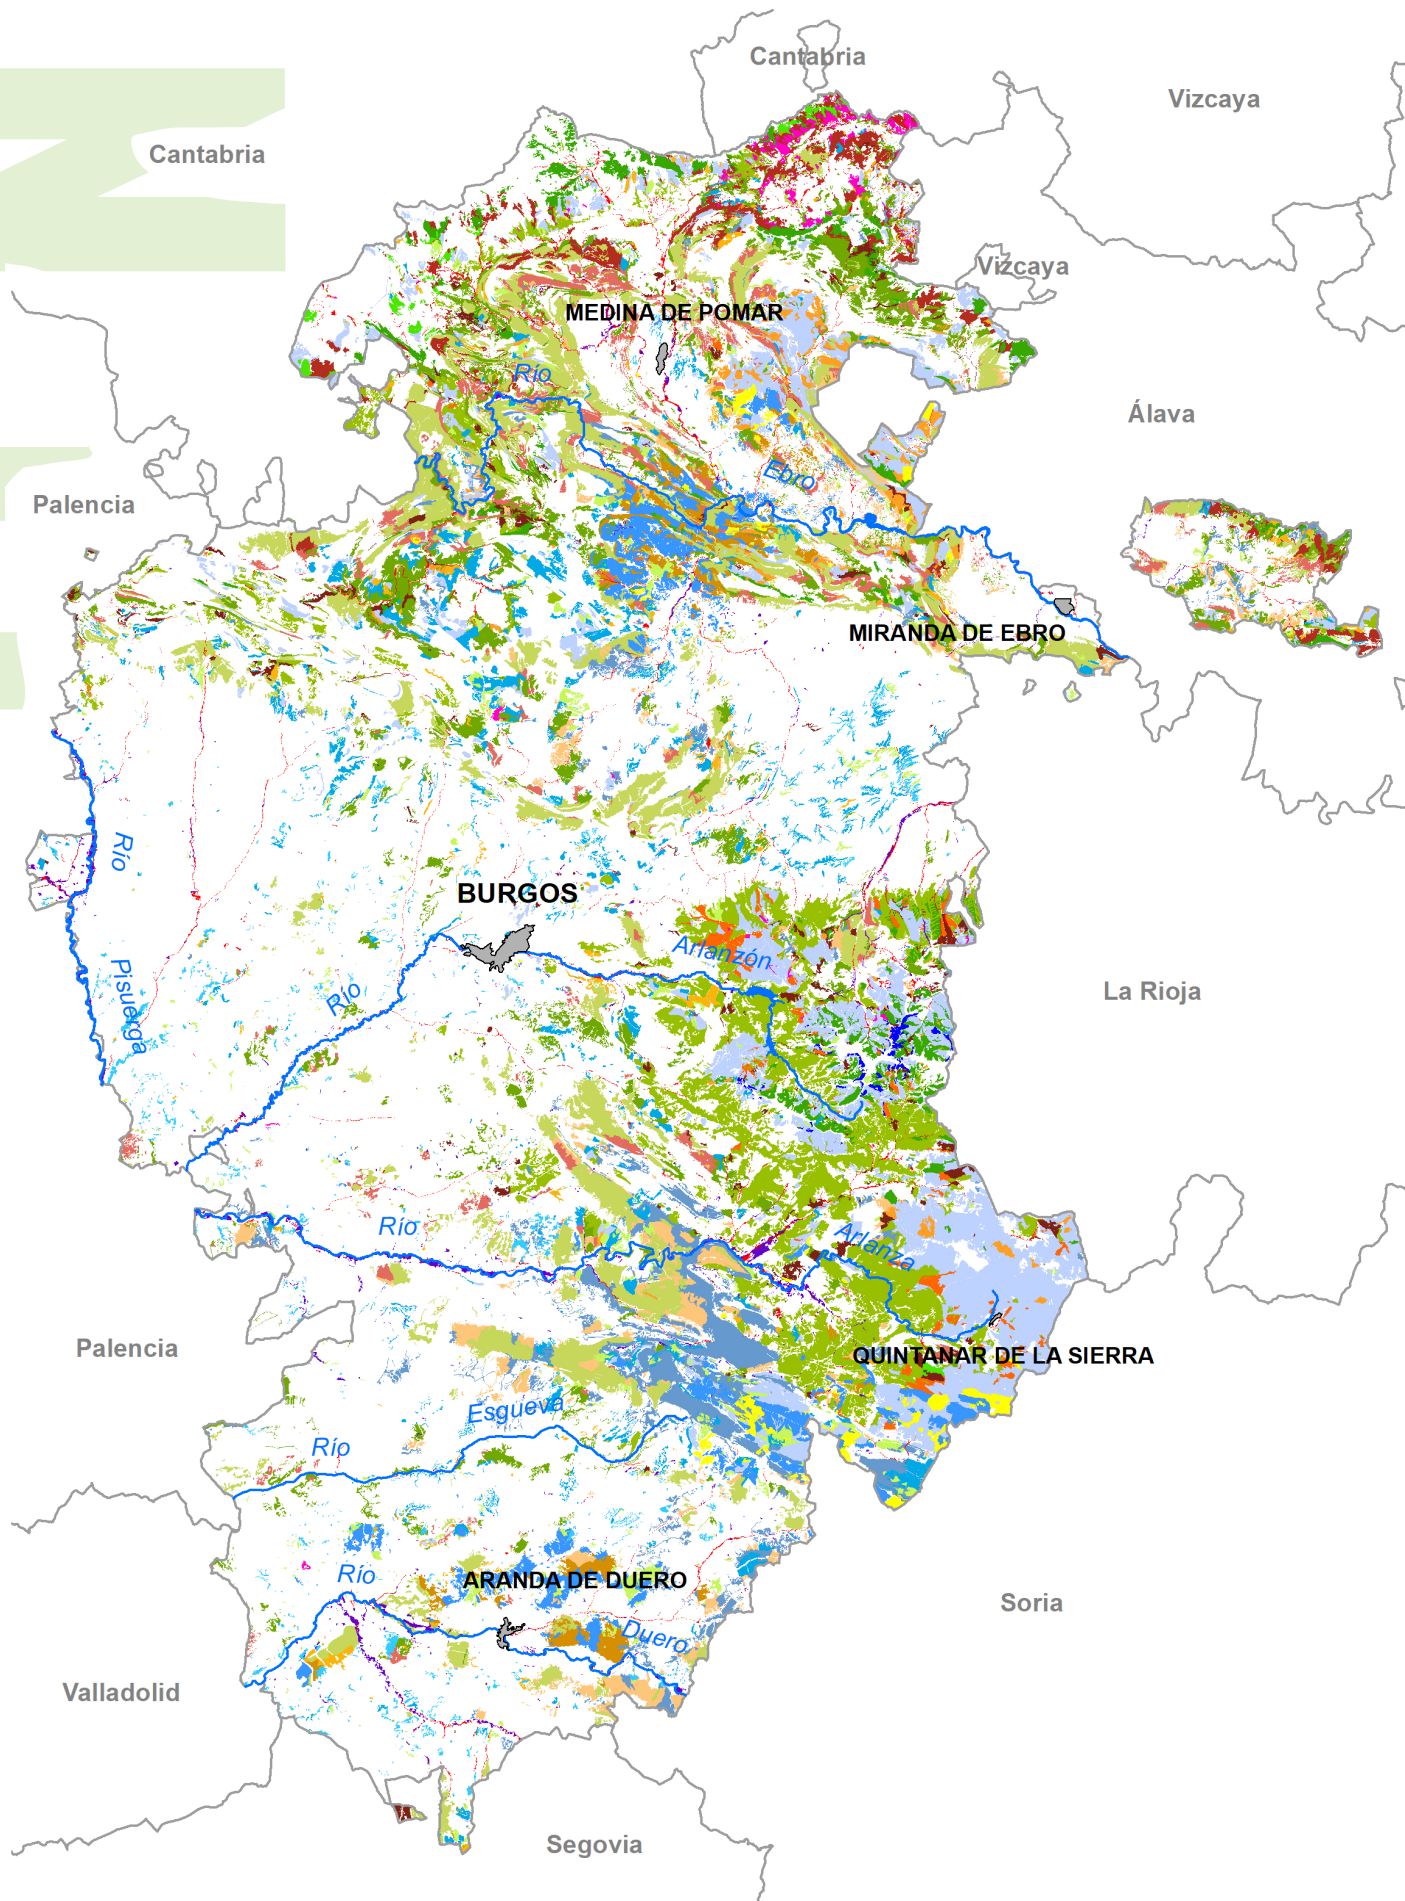 Cantabria
Vizcaya
Cantabria
Vizcaya
MEDINA DE POMAR
Río
Álava
Ebro
Palencia
MIRANDA DE EBRO
Río
BURGOS
Arlanzón
Pisuerga
Río
La Rioja
Río
Arlanza
Palencia
QUINTANAR DE LA SIERRA
Esgueva
Río
Río
ARANDA DE DUERO
Soria
Duero
Valladolid
Segovia